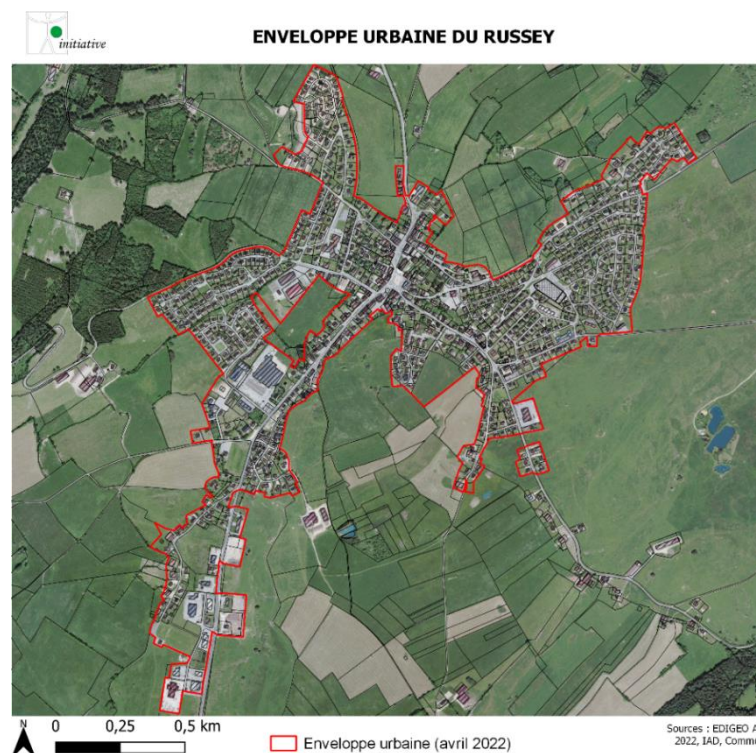 initiative
ENVELOPPE URBAINE DU RUSSEY
N
0 0,25 0,5 km
Enveloppe urbaine (avril 2022)
Sources : EDIGEO A
2022, IAD, Commu